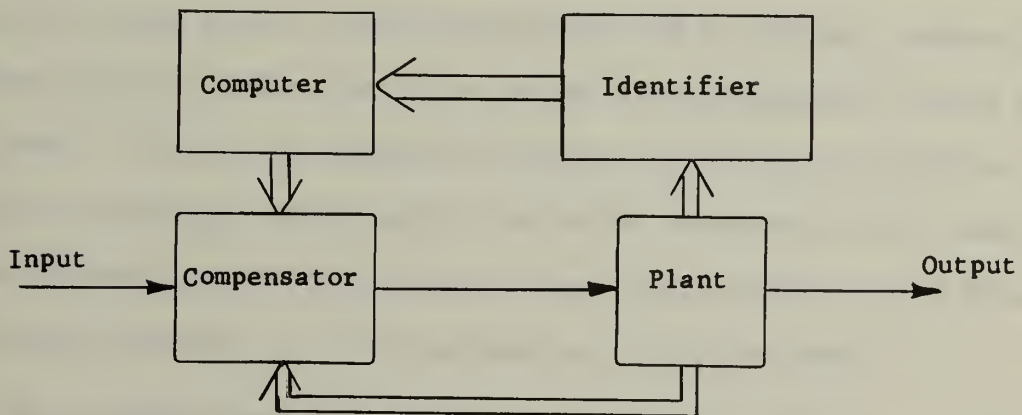 Computer
Identifier
Input
Compensator
Plant
Output